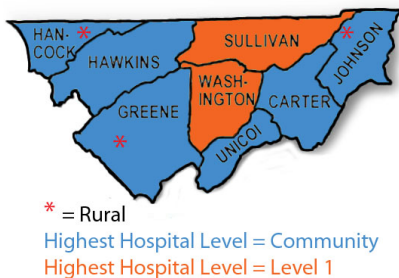 HAN-
COCK *
HAWKINS
SULLIVAN
*
JOHNSON
WASH-
INGTON
GREENE
*
CARTER
UNICOI
* = Rural
Highest Hospital Level = Community
Highest Hospital Level = Level 1